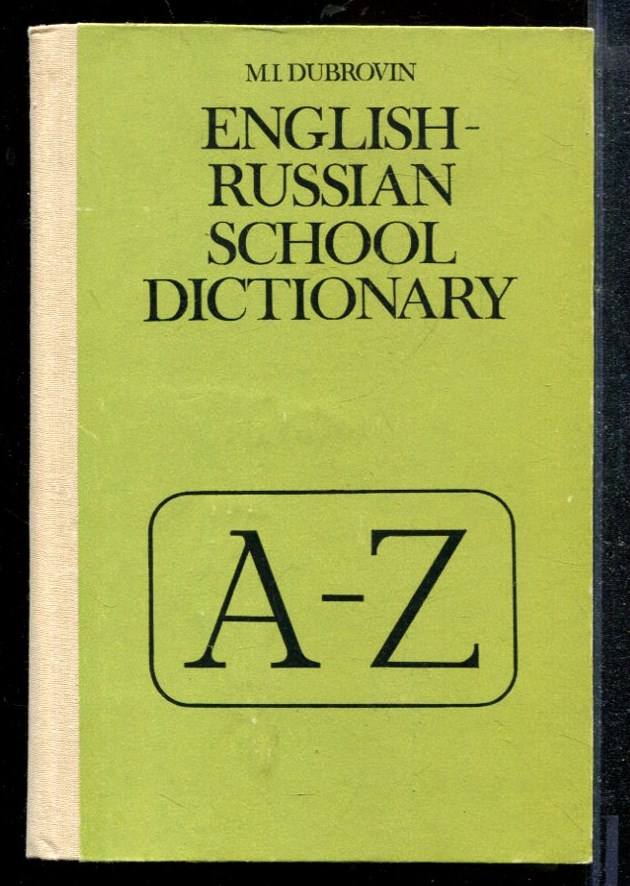 M.I. DUBROVIN
ENGLISH-
RUSSIAN
SCHOOL
DICTIONARY
A-Z